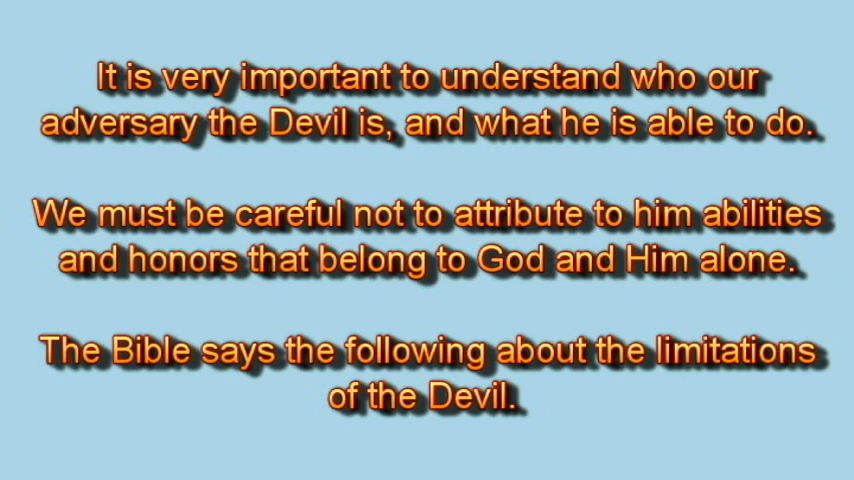 It is very important to understand who our
adversary the Devil is, and what he is able to do.
We must be careful not to attribute to him abilities
and honors that belong to God and Him alone.
The Bible says the following about the limitations
of the Devil.